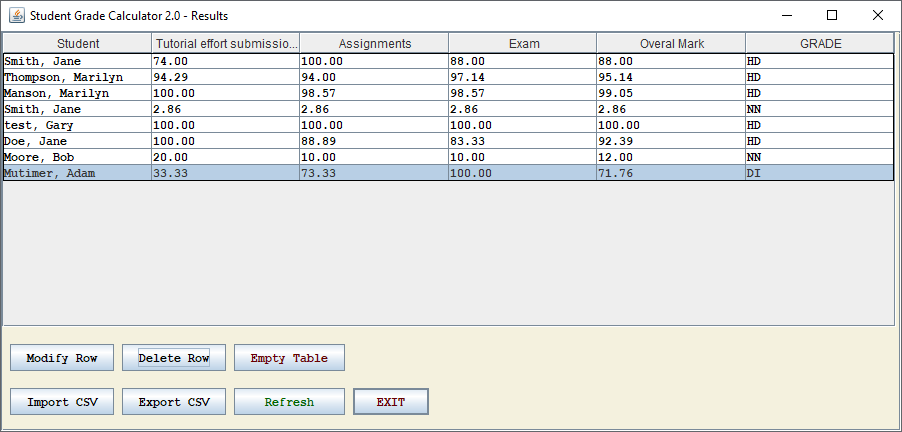 Student Grade Calculator 2.0 - Results
Student Tutorial effort submissio... Assignments Exam Overal Mark GRADE
Smith, Jane 74.00 100.00 88.00 88.00 HD
Thompson, Marilyn 94.29 94.00 97.14 95.14 HD
Manson, Marilyn 100.00 98.57 98.57 99.05 HD
Smith, Jane 2.86 2.86 2.86 2.86 NN
test, Gary 100.00 100.00 100.00 100.00 HD
Doe, Jane 100.00 88.89 83.33 92.39 HD
Moore, Bob 20.00 10.00 10.00 12.00 NN
Mutimer, Adam 33.33 73.33 100.00 71.76 DI
Modify Row Delete Row Empty Table
Import CSV Export CSV Refresh EXIT